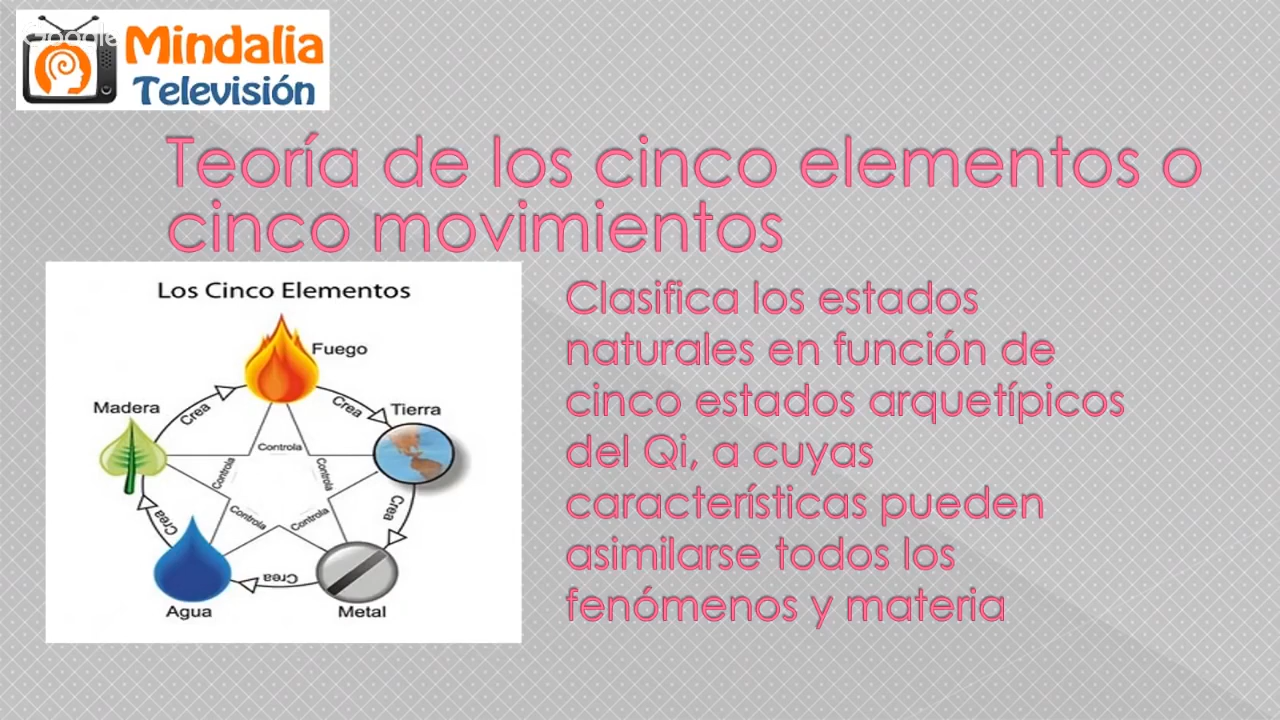 Google
Mindalia
Televisión
Teoría de los cinco elementos o
cinco movimientos
Los Cinco Elementos
Fuego
Crea
Crea
Madera
Tierra
Controla
Controla
Controla
Controla
Controla
Crea
Crea
Crea
Agua
Metal
Clasifica los estados
naturales en función de
cinco estados arquetípicos
del Qi, a cuyas
características pueden
asimilarse todos los
fenómenos y materia